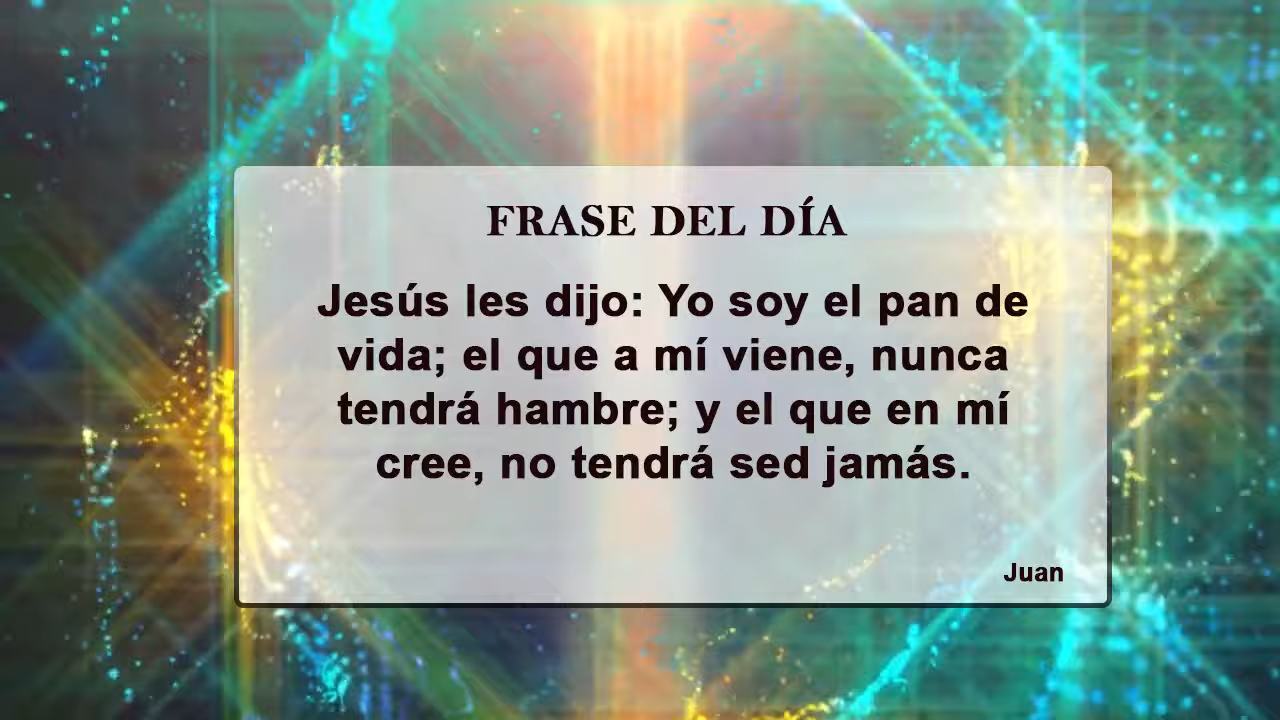 FRASE DEL DÍA
Jesús les dijo: Yo soy el pan de
vida; el que a mí viene, nunca
tendrá hambre; y el que en mí
cree, no tendrá sed jamás.
Juan